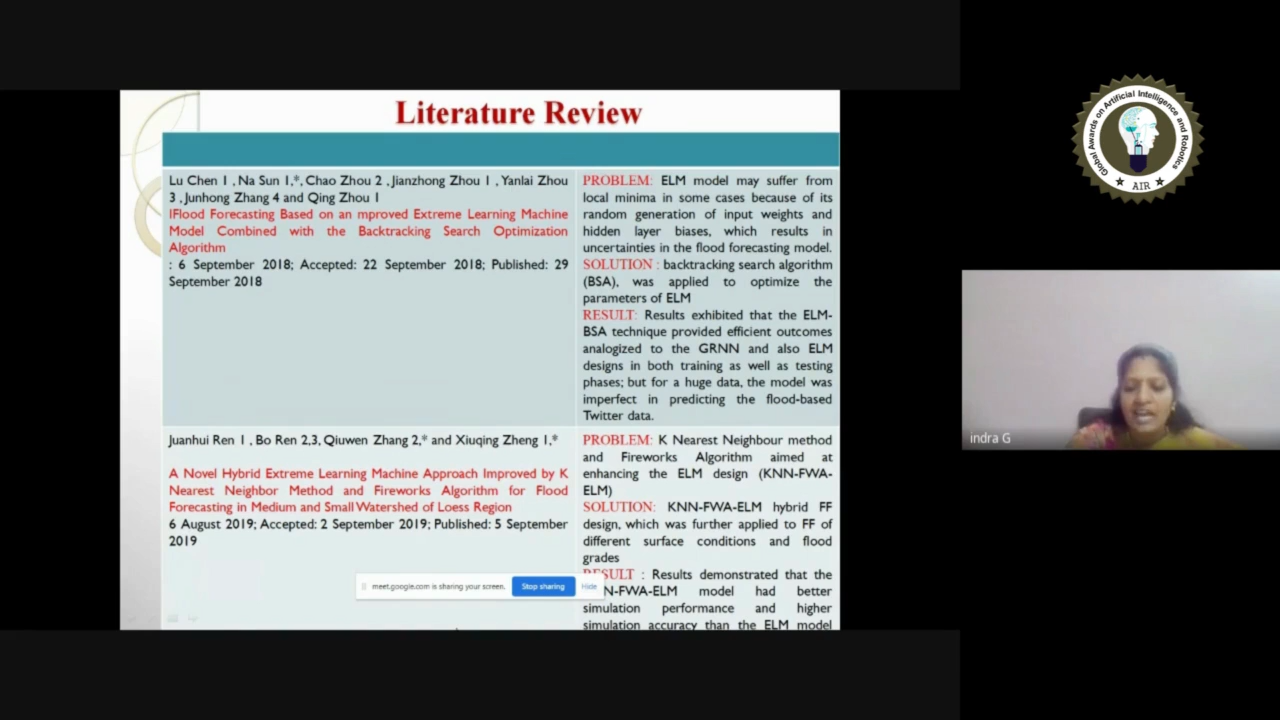 Literature Review
Lu Chen 1 , Na Sun 1,*, Chao Zhou 2 , Jianzhong Zhou 1 , Yanlai Zhou
3 , Junhong Zhang 4 and Qing Zhou 1
IFlood Forecasting Based on an mproved Extreme Learning Machine
Model Combined with the Backtracking Search Optimization
Algorithm
: 6 September 2018; Accepted: 22 September 2018; Published: 29
September 2018
PROBLEM: ELM model may suffer from
local minima in some cases because of its
random generation of input weights and
hidden layer biases, which results in
uncertainties in the flood forecasting model.
SOLUTION : backtracking search algorithm
(BSA), was applied to optimize the
parameters of ELM
RESULT: Results exhibited that the ELM-
BSA technique provided efficient outcomes
analogized to the GRNN and also ELM
designs in both training as well as testing
phases; but for a huge data, the model was
imperfect in predicting the flood-based
Twitter data.
Juanhui Ren 1 , Bo Ren 2,3, Qiuwen Zhang 2,* and Xiuqing Zheng 1,*
A Novel Hybrid Extreme Learning Machine Approach Improved by K
Nearest Neighbor Method and Fireworks Algorithm for Flood
Forecasting in Medium and Small Watershed of Loess Region
6 August 2019; Accepted: 2 September 2019; Published: 5 September
2019
PROBLEM: K Nearest Neighbour method
and Fireworks Algorithm aimed at
enhancing the ELM design (KNN-FWA-
ELM)
SOLUTION: KNN-FWA-ELM hybrid FF
design, which was further applied to FF of
different surface conditions and flood
grades
RESULT : Results demonstrated that the
N-FWA-ELM model had better
simulation performance and higher
simulation accuracy than the ELM model
meet.google.com is sharing your screen.
Stop sharing
Hide
Global Awards on Artificial Intelligence and Robotics
AIR
indra G